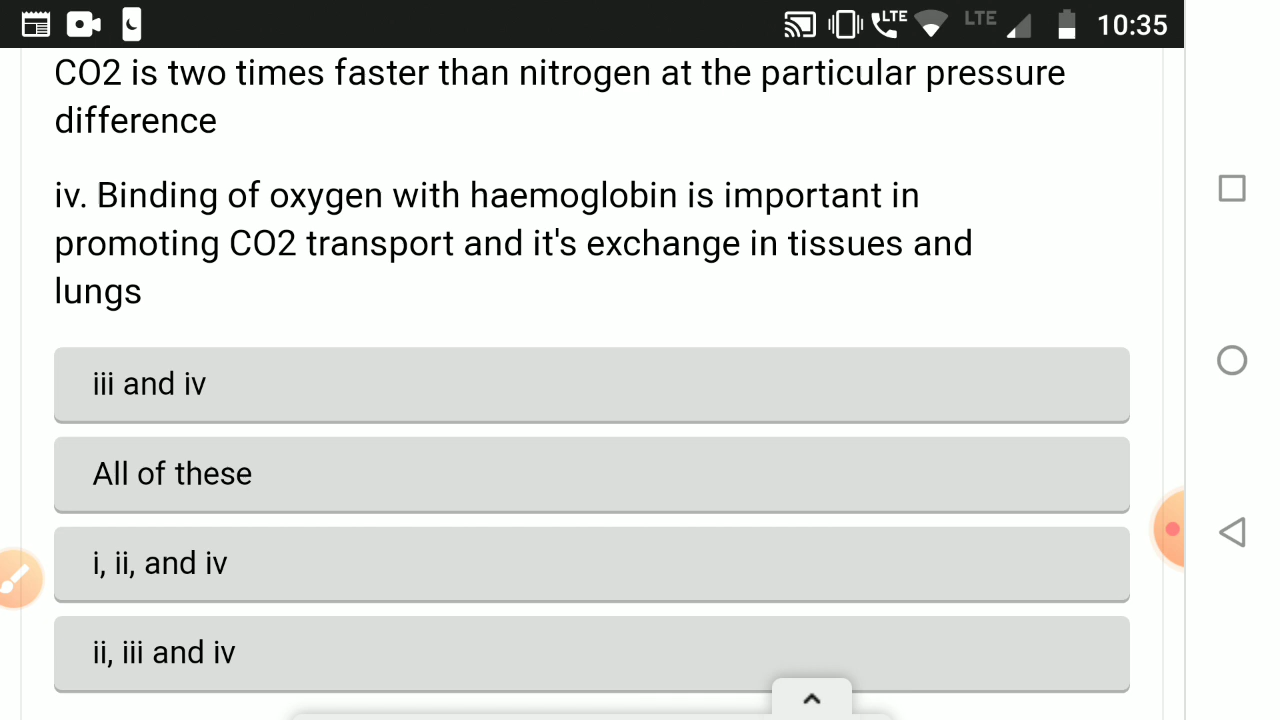 LTE LTE 10:35
CO2 is two times faster than nitrogen at the particular pressure
difference
iv. Binding of oxygen with haemoglobin is important in
promoting CO2 transport and it's exchange in tissues and
lungs
iii and iv
All of these
i, ii, and iv
ii, iii and iv